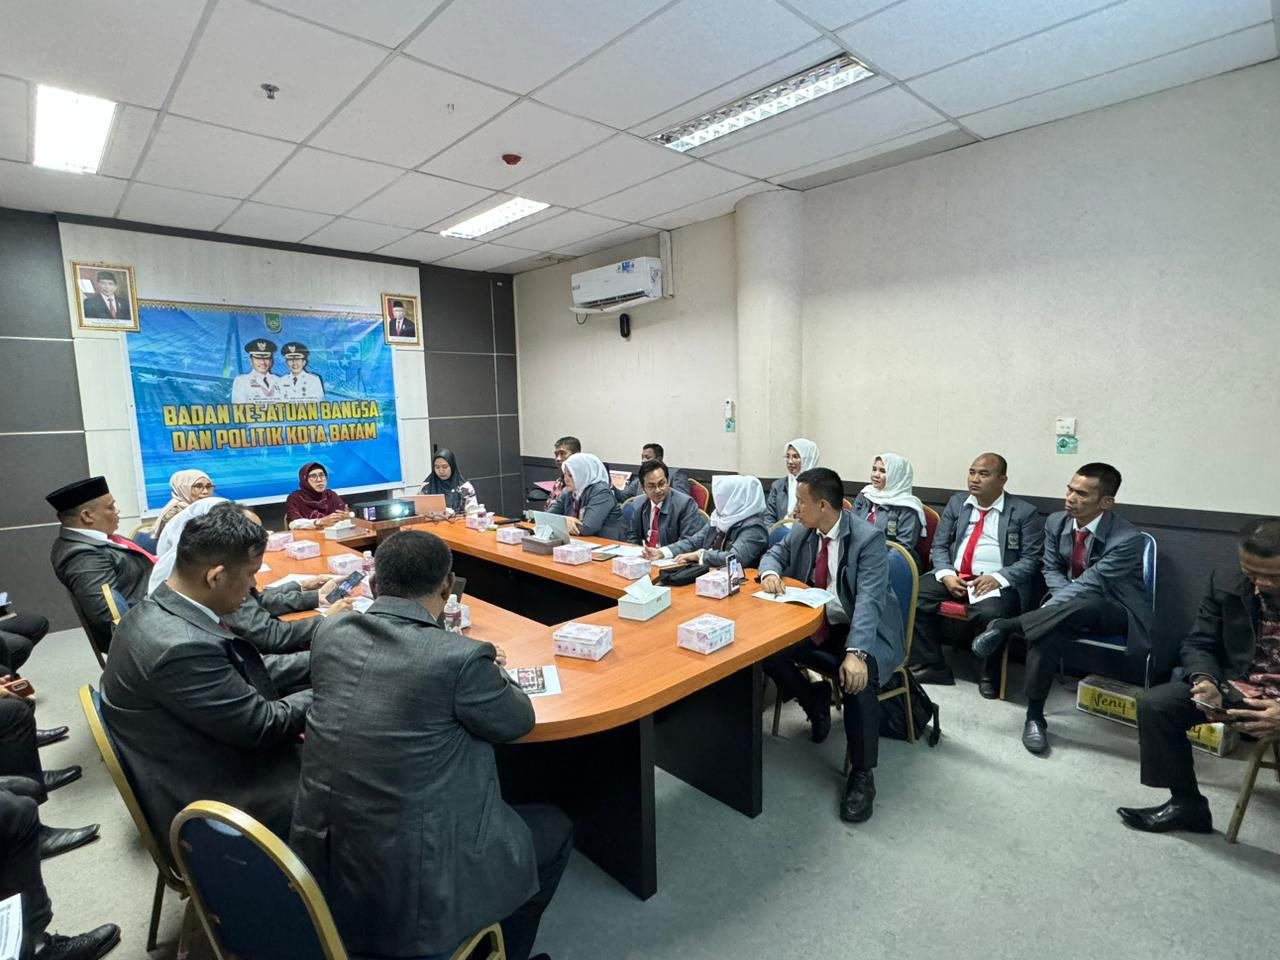 BADAN KESATUAN BANGSA
DAN POLITIK KOTA BATAM
Veny